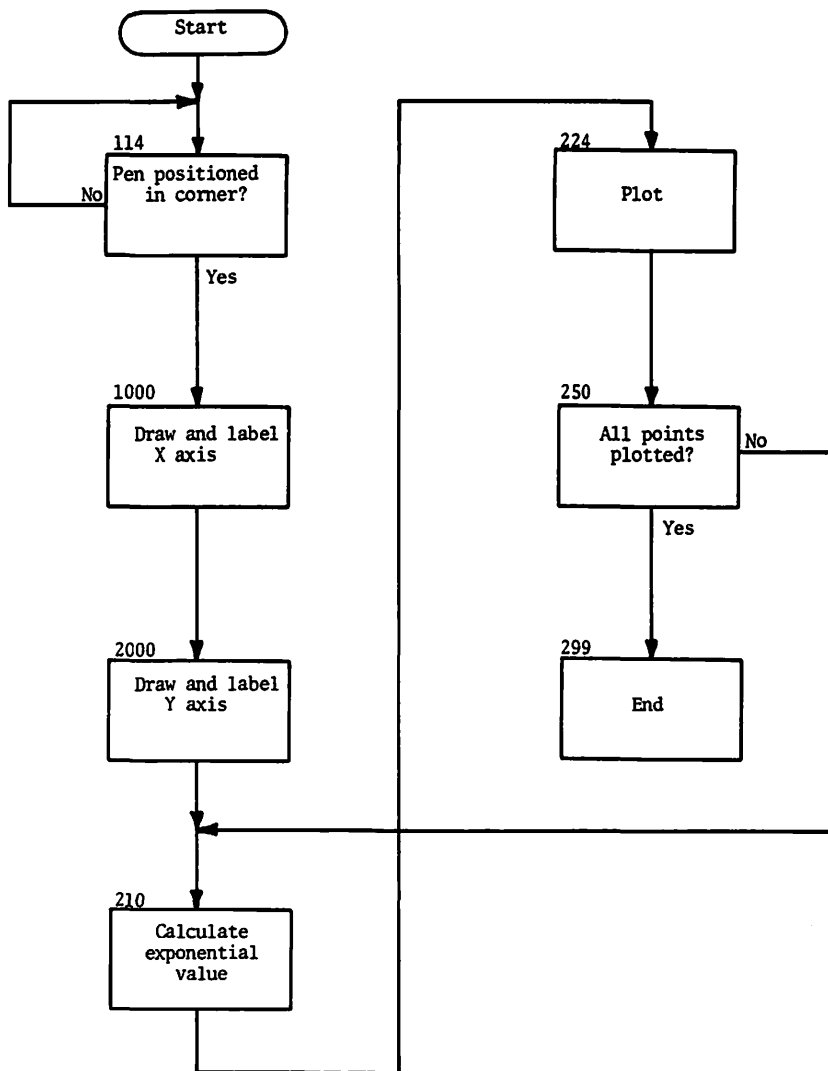 Start
114
Pen positioned
in corner?
No
Yes
1000
Draw and label
X axis
2000
Draw and label
Y axis
210
Calculate
exponential
value
224
Plot
250
All points
plotted?
No
Yes
299
End